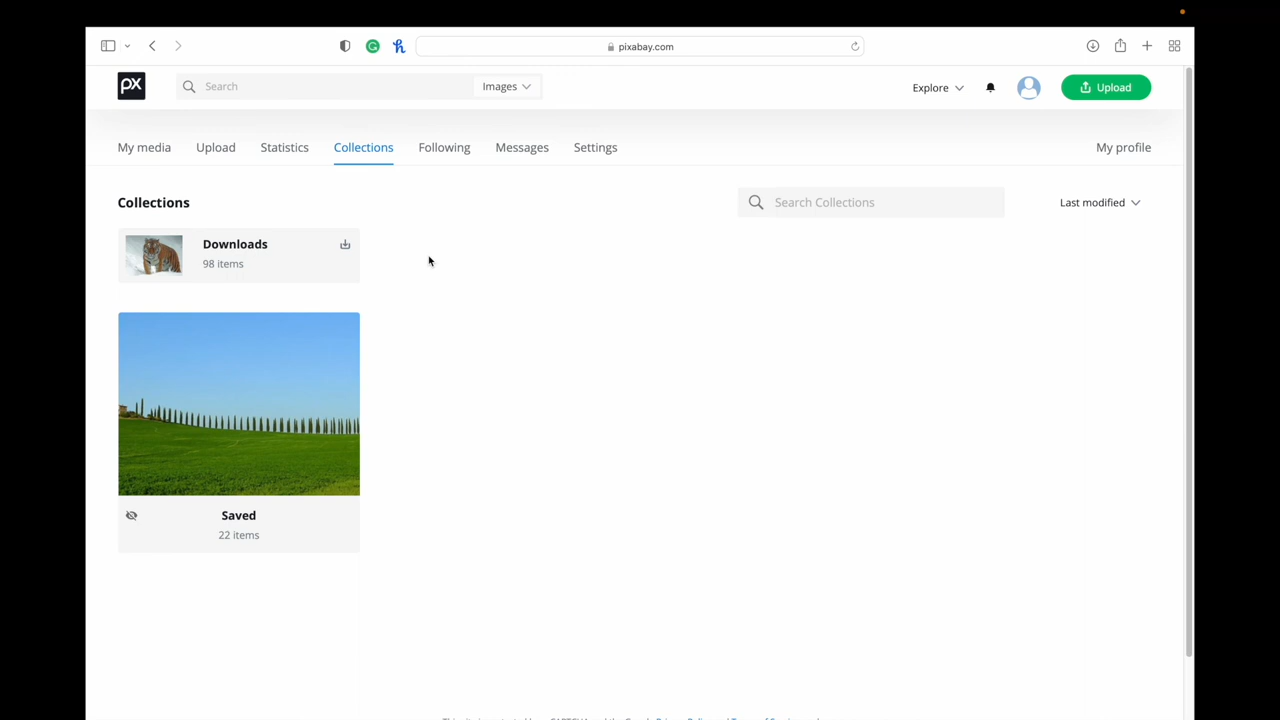 pixabay.com
px
Search
Images
Explore
Upload
My media
Upload
Statistics
Collections
Following
Messages
Settings
My profile
Collections
Search Collections
Last modified
Downloads
98 items
Saved
22 items